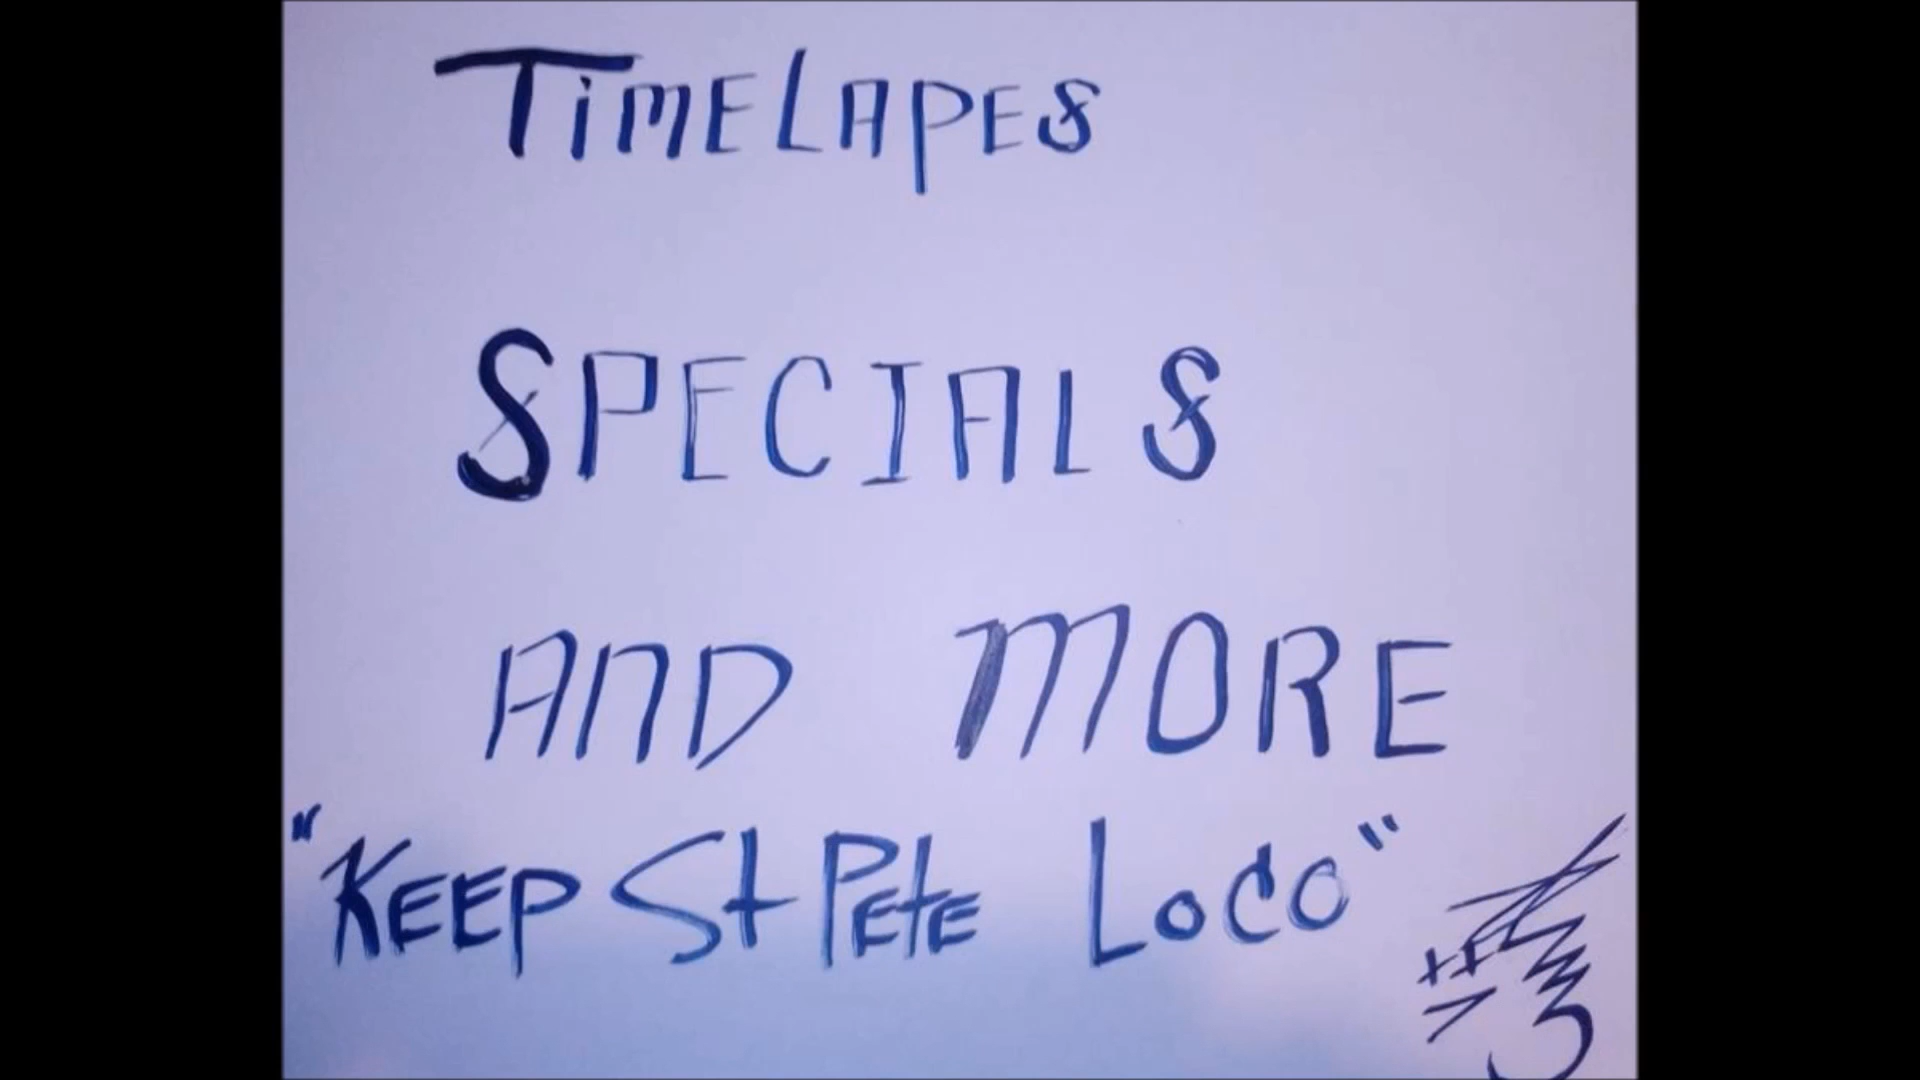 TimELAPES
SPECIALS
AnD mORE
"KEEP St PEtE LoCO"